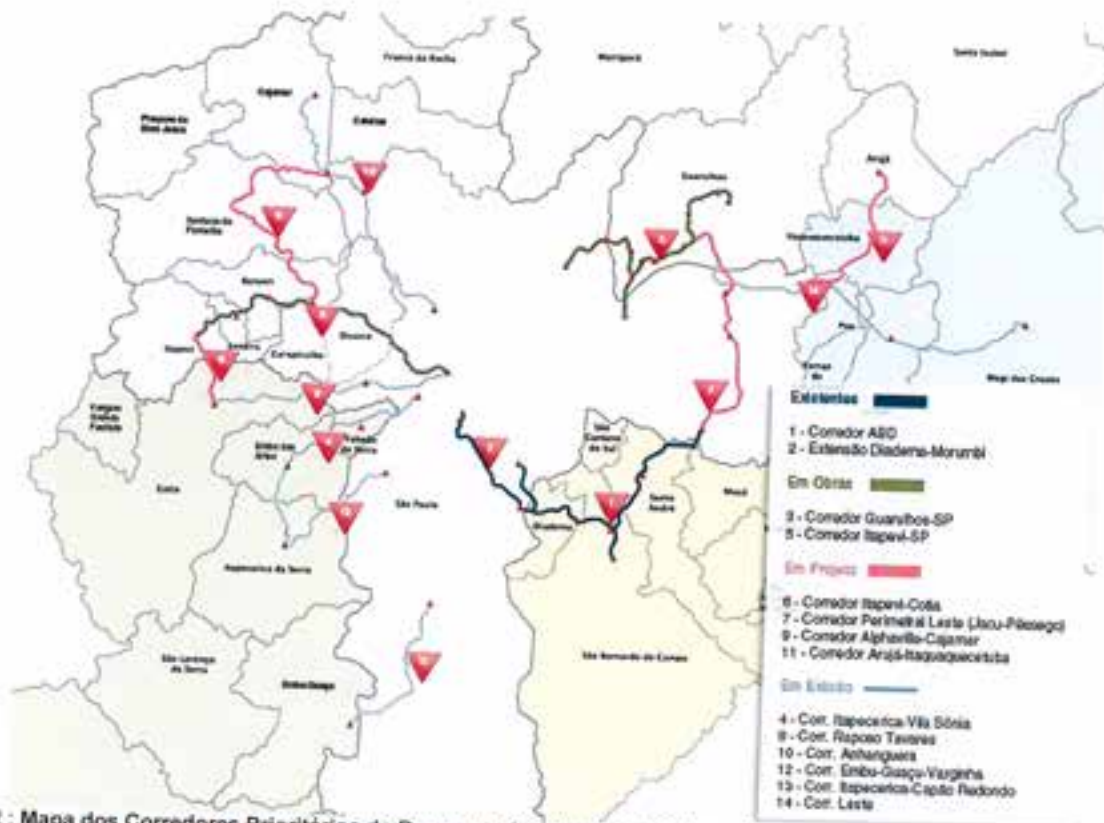 Franco da Rocha
Mairiporã
Santa Isabel
Cajamar
Caieiras
Pirapora do
Bom Jesus
Arujá
Guarulhos
Santana de
Parnaíba
Itaquaquecetuba
Barueri
Osasco
Itapevi
Jandira
Carapicuíba
Poá
Mogi das Cruzes
Vargem
Grande
Paulista
Embu das
Artes
Taboão
da Serra
São
Caetano
do Sul
Cotia
São Paulo
Santo
André
Mauá
Diadema
Itapecerica da Serra
São Lourenço
da Serra
Embu-Guaçu
São Bernardo do Campo
Existentes
1 - Corredor ABD
2 - Extensão Diadema-Morumbi
Em Obras
3 - Corredor Guarulhos-SP
5 - Corredor Itapevi-SP
Em Projeto
6 - Corredor Itapevi-Cotia
7 - Corredor Perimetral Leste (Jacu-Pêssego)
9 - Corredor Alphaville-Cajamar
11 - Corredor Arujá-Itaquaquecetuba
Em Estudo
4 - Corr. Itapecerica-Vila Sônia
8 - Corr. Raposo Tavares
10 - Corr. Anhanguera
12 - Corr. Embu-Guaçu-Varginha
13 - Corr. Itapecerica-Capão Redondo
14 - Corr. Leste
: Mapa dos Corredores Prioritários